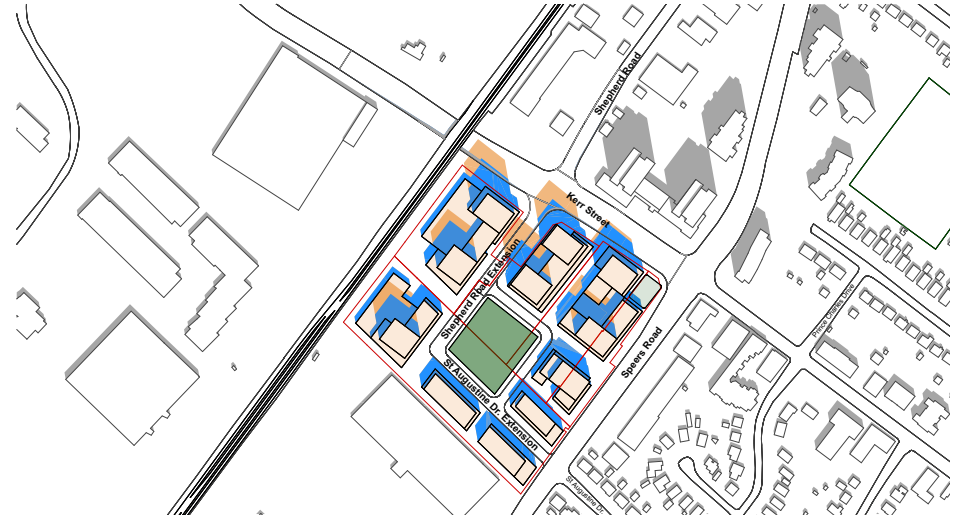 Shepherd Road
Kerr Street
Shepherd Road Extension
St Augustine Dr. Extension
Speers Road
Prince Charles Drive
St Augustine Dr.